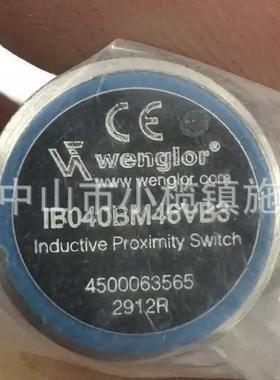 CE
wenglor
www.wenglor.com
中山市小榄镇施
IB040BM46VB3
Inductive Proximity Switch
4500063565
2912R